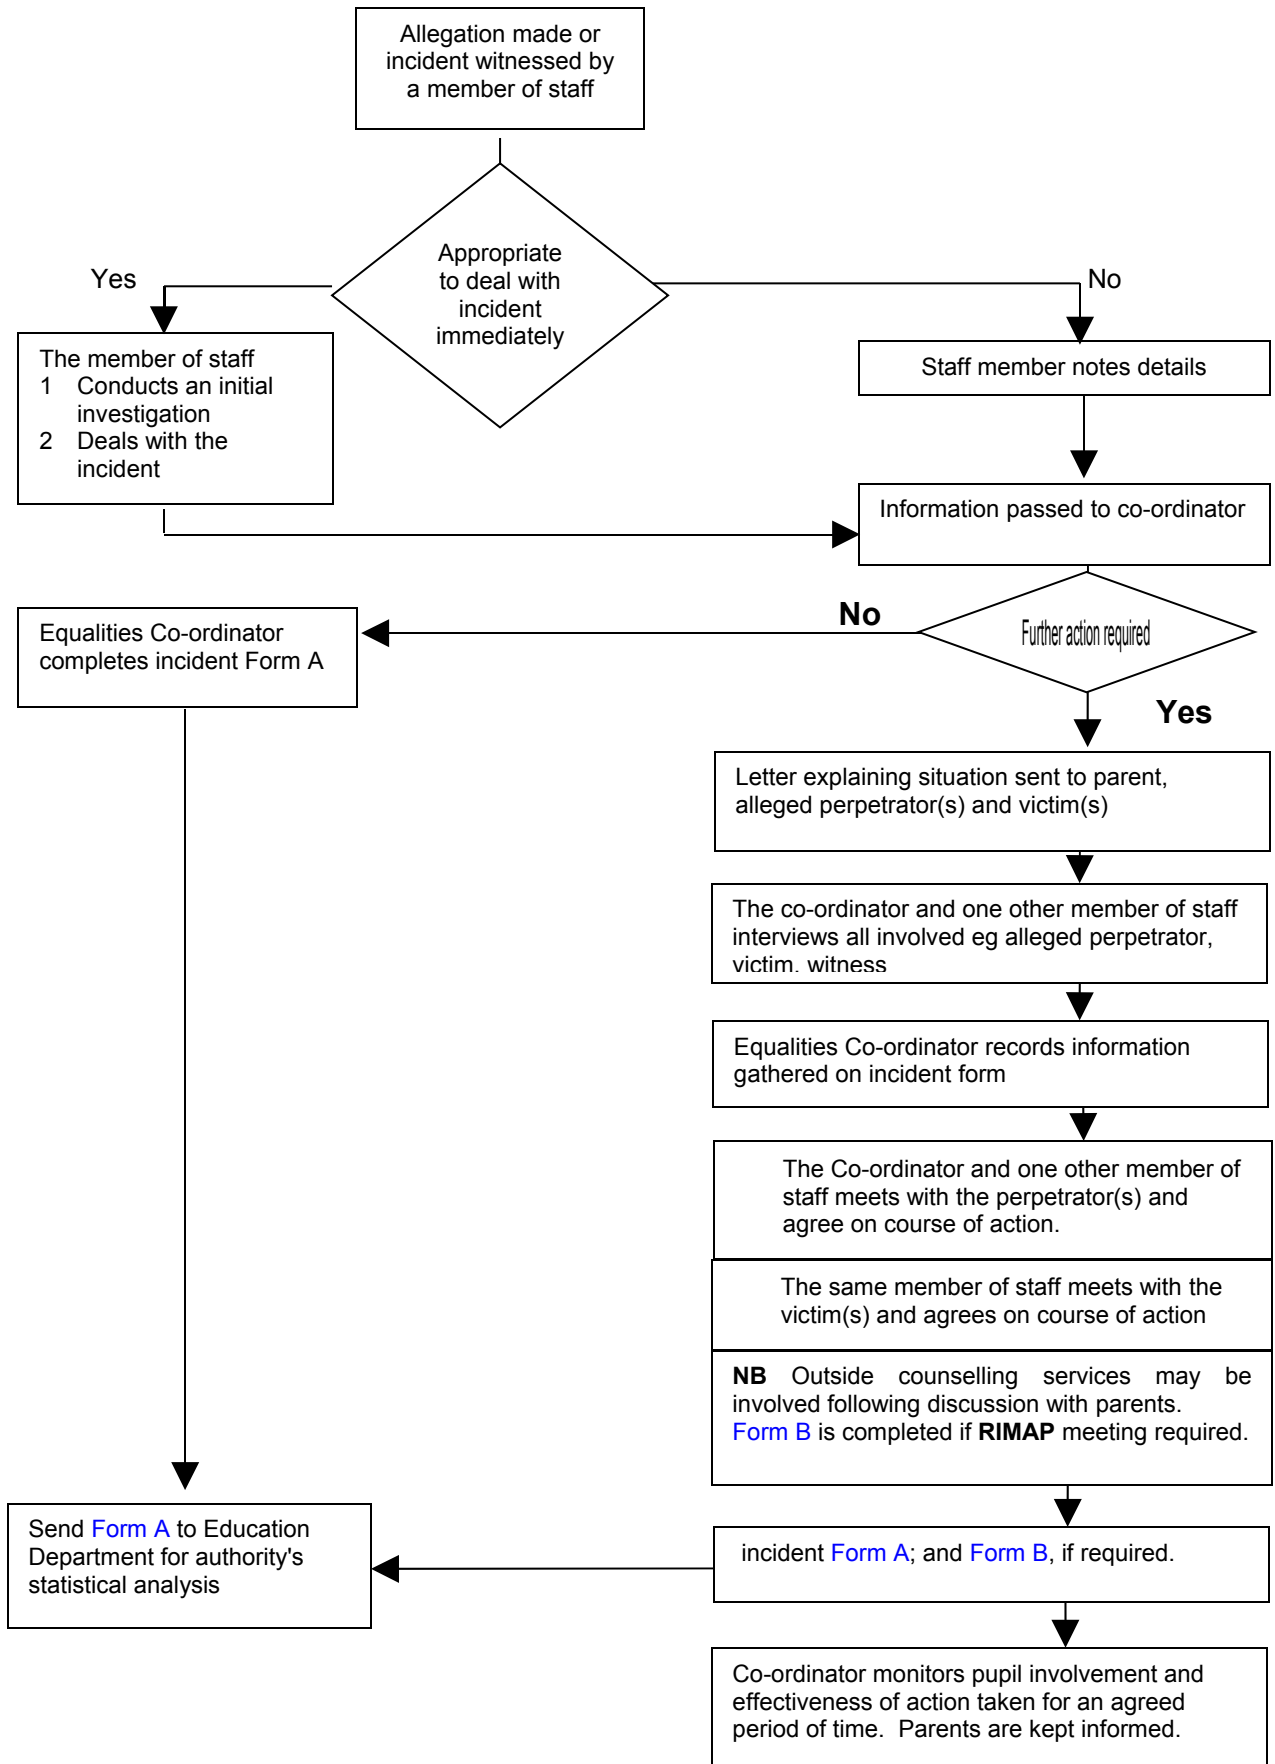 Allegation made or
incident witnessed by
a member of staff
Appropriate
to deal with
incident
immediately
Yes
No
The member of staff
1 Conducts an initial
investigation
2 Deals with the
incident
Staff member notes details
Information passed to co-ordinator
Further action required
No
Equalities Co-ordinator
completes incident Form A
Yes
Letter explaining situation sent to parent,
alleged perpetrator(s) and victim(s)
The co-ordinator and one other member of staff
interviews all involved eg alleged perpetrator,
victim, witness
Equalities Co-ordinator records information
gathered on incident form
The Co-ordinator and one other member of
staff meets with the perpetrator(s) and
agree on course of action.
The same member of staff meets with the
victim(s) and agrees on course of action
NB Outside counselling services may be
involved following discussion with parents.
Form B is completed if RIMAP meeting required.
Send Form A to Education
Department for authority's
statistical analysis
incident Form A; and Form B, if required.
Co-ordinator monitors pupil involvement and
effectiveness of action taken for an agreed
period of time. Parents are kept informed.